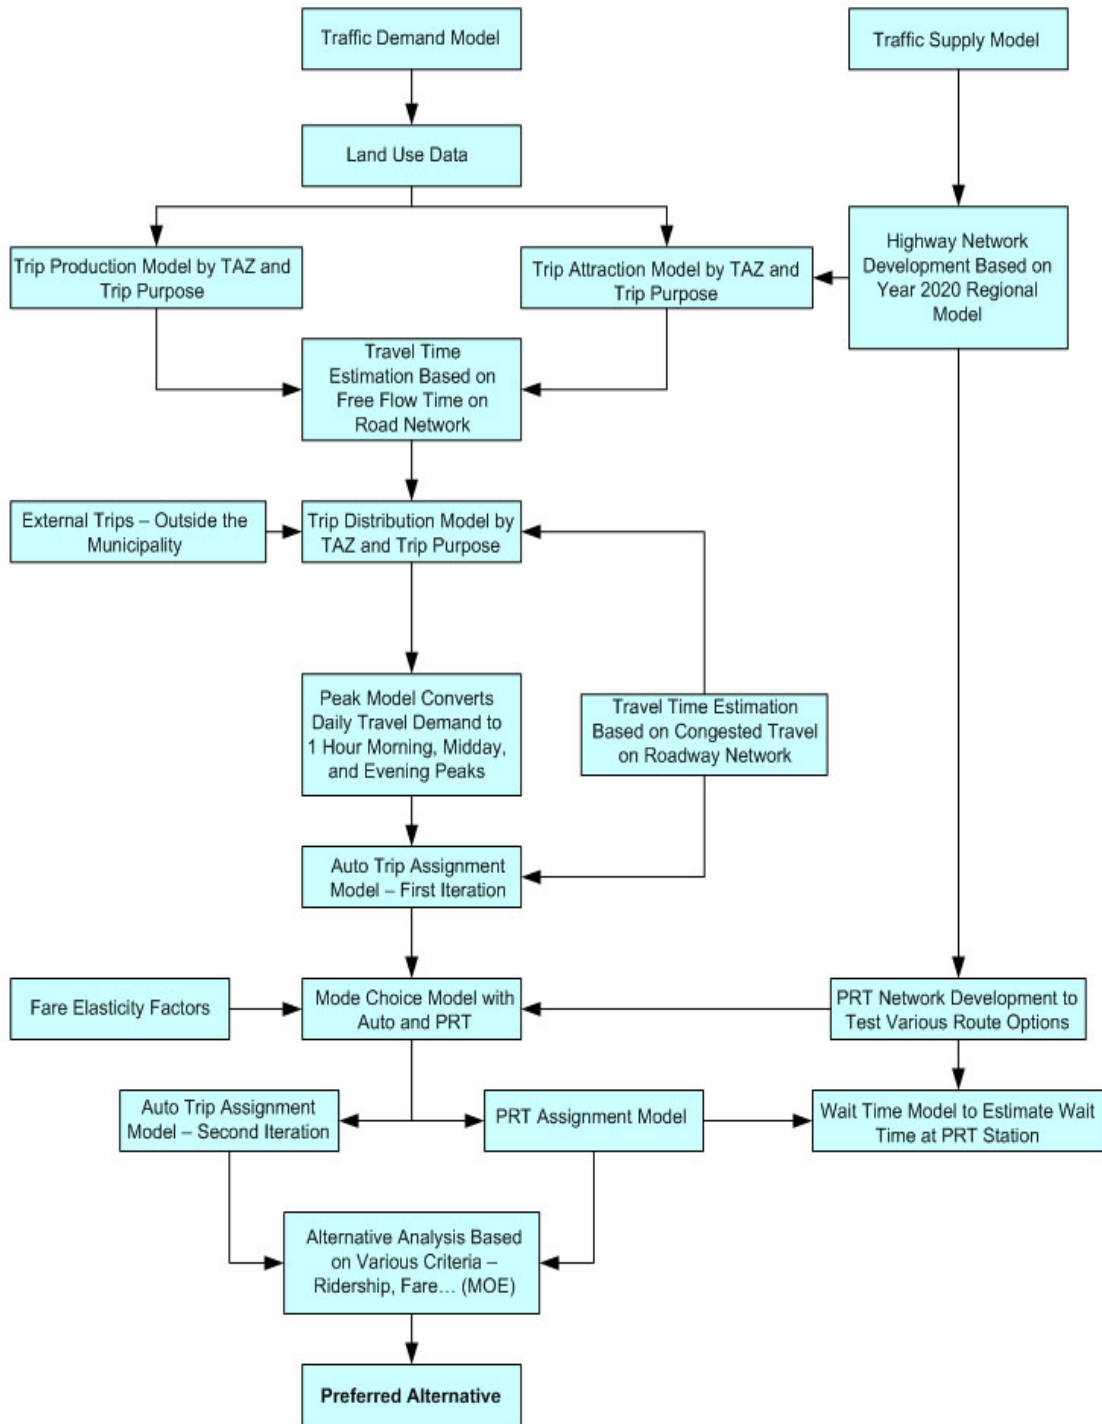 Traffic Demand Model
Traffic Supply Model
Land Use Data
Trip Production Model by TAZ and
Trip Purpose
Trip Attraction Model by TAZ and
Trip Purpose
Highway Network
Development Based on
Year 2020 Regional
Model
Travel Time
Estimation Based on
Free Flow Time on
Road Network
External Trips – Outside the
Municipality
Trip Distribution Model by
TAZ and Trip Purpose
Peak Model Converts
Daily Travel Demand to
1 Hour Morning, Midday,
and Evening Peaks
Travel Time Estimation
Based on Congested Travel
on Roadway Network
Auto Trip Assignment
Model – First Iteration
Fare Elasticity Factors
Mode Choice Model with
Auto and PRT
PRT Network Development to
Test Various Route Options
Auto Trip Assignment
Model – Second Iteration
PRT Assignment Model
Wait Time Model to Estimate Wait
Time at PRT Station
Alternative Analysis Based
on Various Criteria –
Ridership, Fare… (MOE)
Preferred Alternative